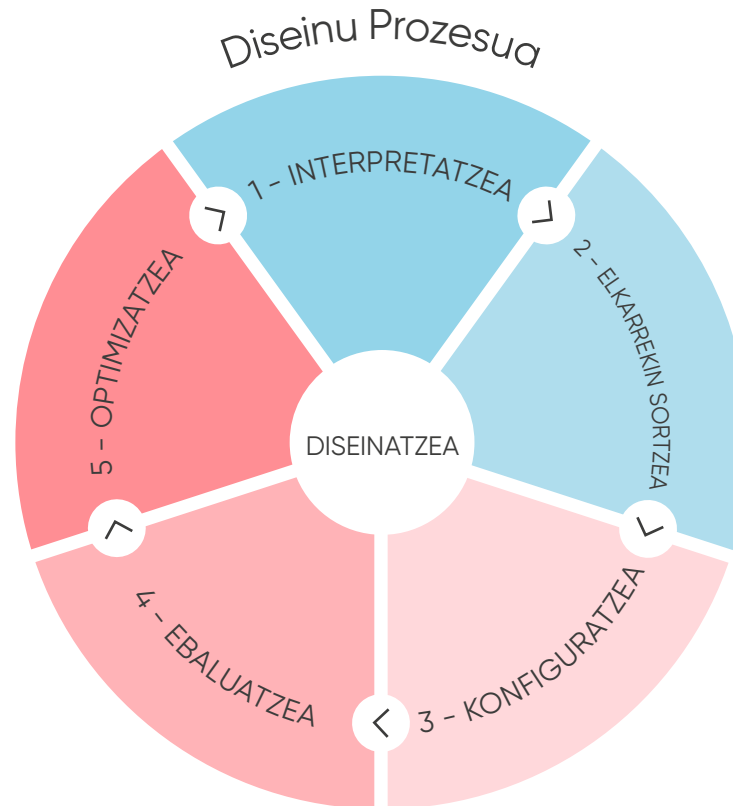 Diseinu Prozesua
1 - INTERPRETATZEA
2 - ELKARREKIN SORTZEA
3 - KONFIGURATZEA
4 - EBALUATZEA
5 - OPTIMIZATZEA
DISEINATZEA